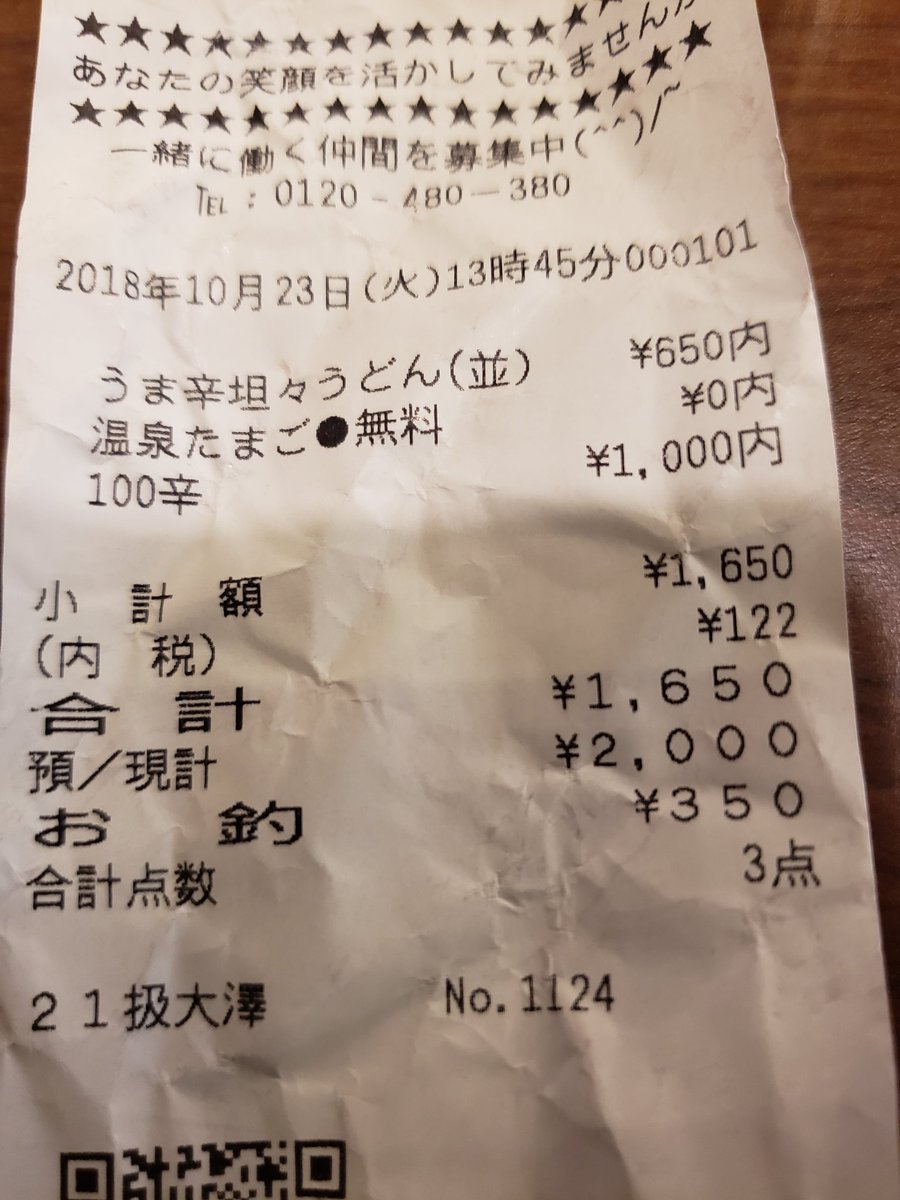 ★★★★★★★★★★★★★★★
あなたの笑顔を活かしてみませんか
★★★★★★★★★★★★★★★★
一緒に働く仲間を募集中(^^)/~
TEL：0120－480－380
2018年10月23日(火)13時45分000101
うま辛坦々うどん(並) ¥650内
温泉たまご●無料 ¥0内
100辛 ¥1,000内
小計額 ¥1,650
(内税) ¥122
合計 ¥1,650
預／現計 ¥2,000
お釣 ¥350
合計点数 3点
21扱大澤 No.1124